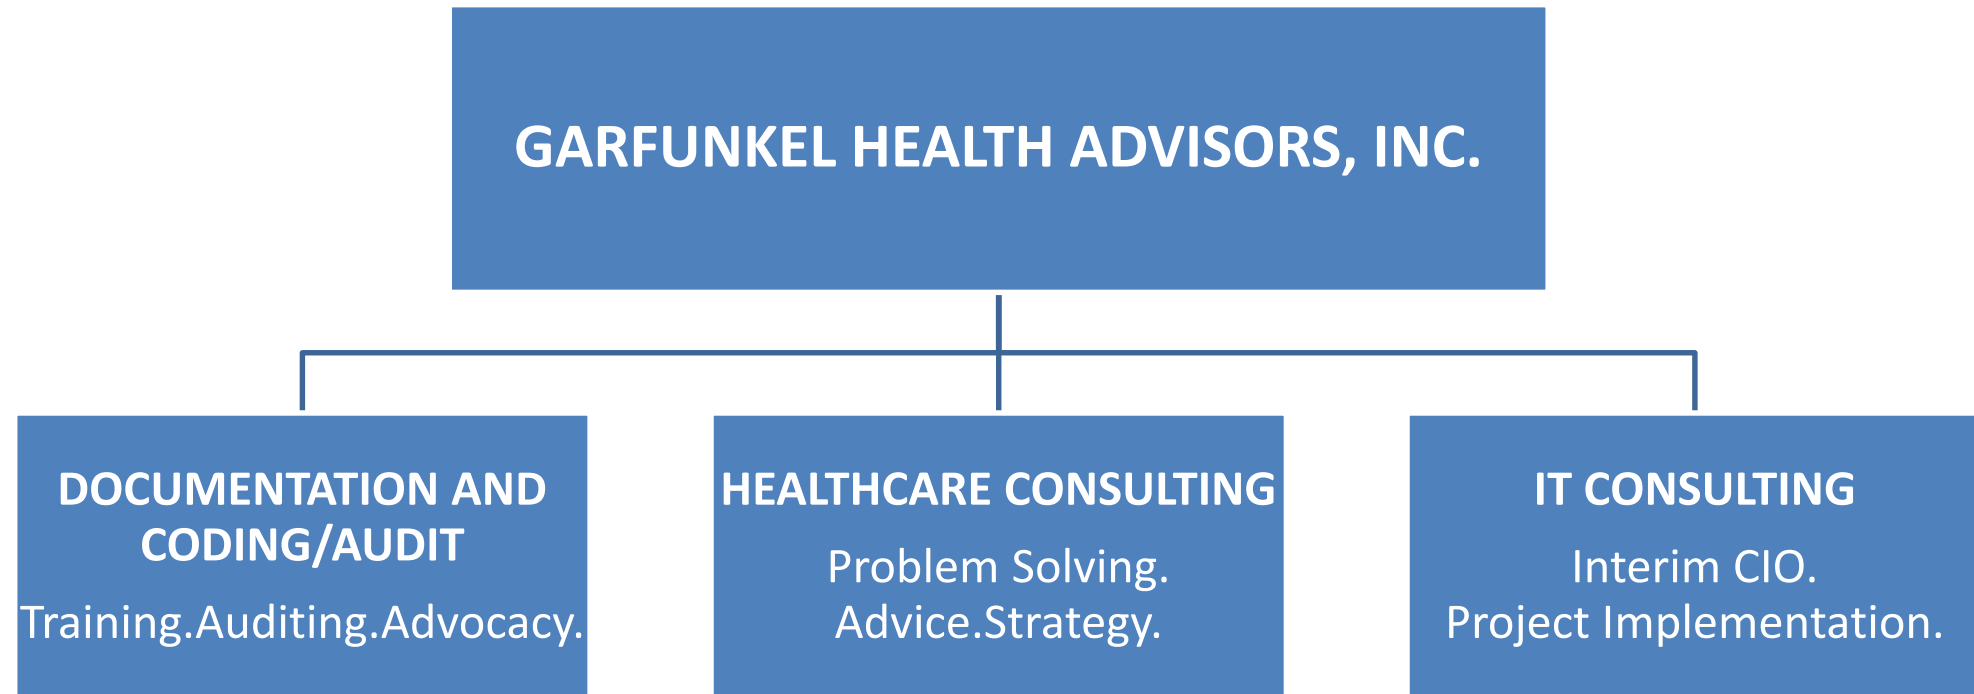 GARFUNKEL HEALTH ADVISORS, INC.
DOCUMENTATION AND
CODING/AUDIT
Training.Auditing.Advocacy.
HEALTHCARE CONSULTING
Problem Solving.
Advice.Strategy.
IT CONSULTING
Interim CIO.
Project Implementation.